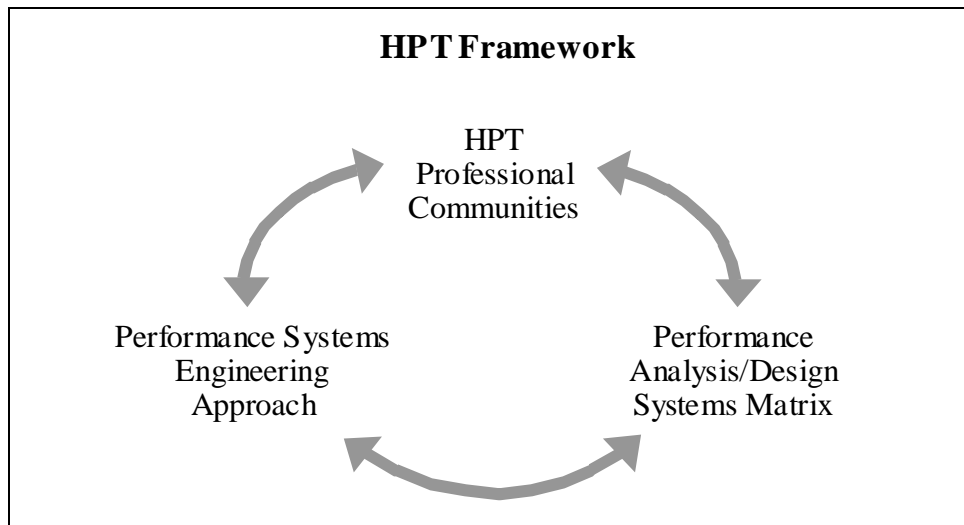 HPT Framework
HPT
Professional
Communities
Performance Systems
Engineering
Approach
Performance
Analysis/Design
Systems Matrix